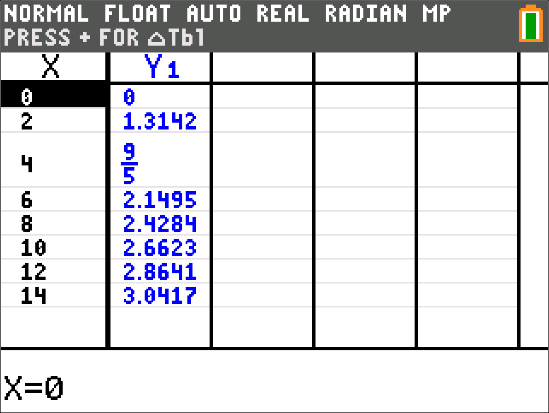 NORMAL FLOAT AUTO REAL RADIAN MP
PRESS + FOR △Tbl
X Y1
0 0
2 1.3142
4 9/5
6 2.1495
8 2.4284
10 2.6623
12 2.8641
14 3.0417
X=0